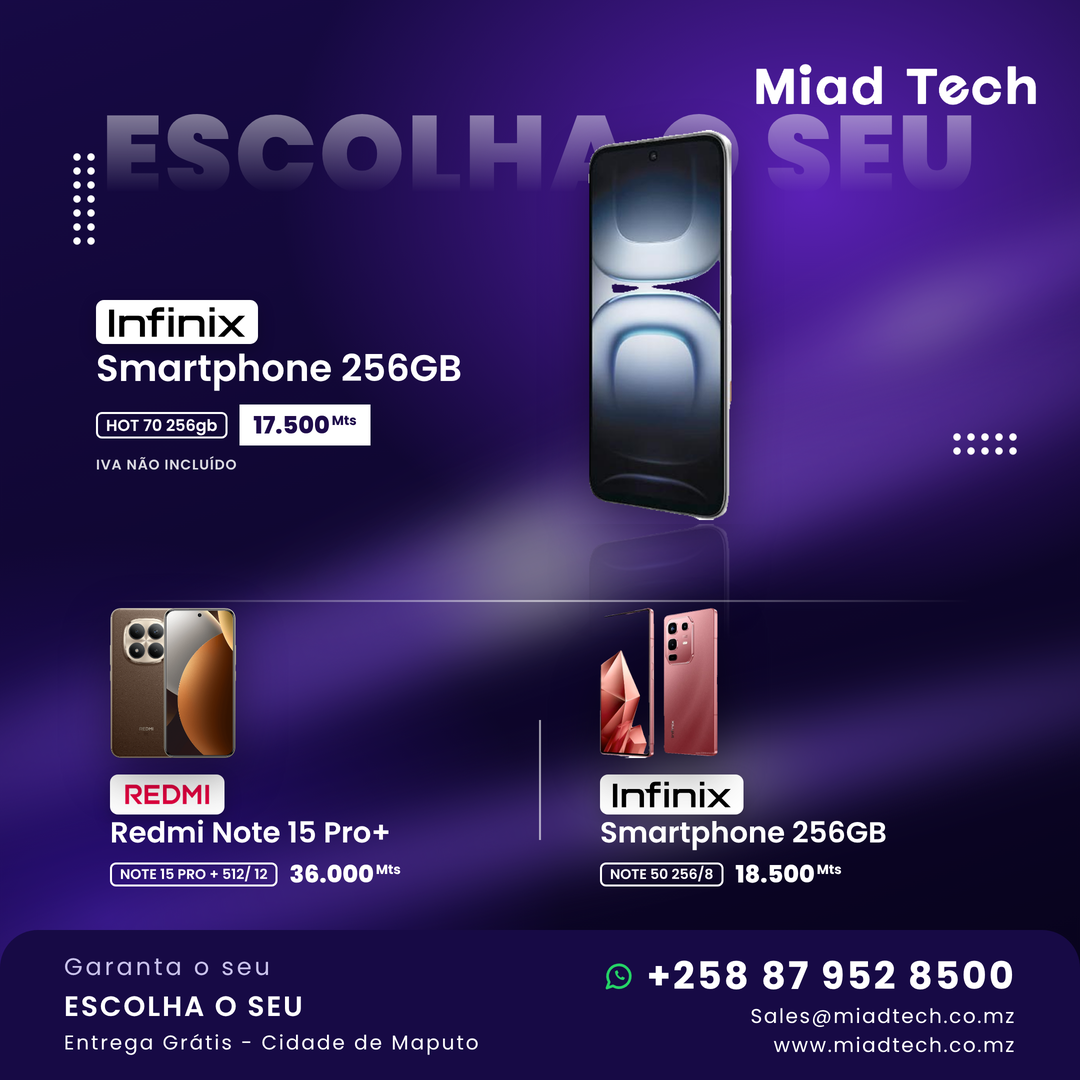 Miad Tech
ESCOLHA O SEU
Infinix
Smartphone 256GB
HOT 70 256gb 17.500 Mts
IVA NÃO INCLUÍDO
REDMI
REDMI
Redmi Note 15 Pro+
NOTE 15 PRO + 512/ 12 36.000 Mts
Infinix
Smartphone 256GB
NOTE 50 256/8 18.500 Mts
Garanta o seu
ESCOLHA O SEU
Entrega Grátis - Cidade de Maputo
+258 87 952 8500
Sales@miadtech.co.mz
www.miadtech.co.mz